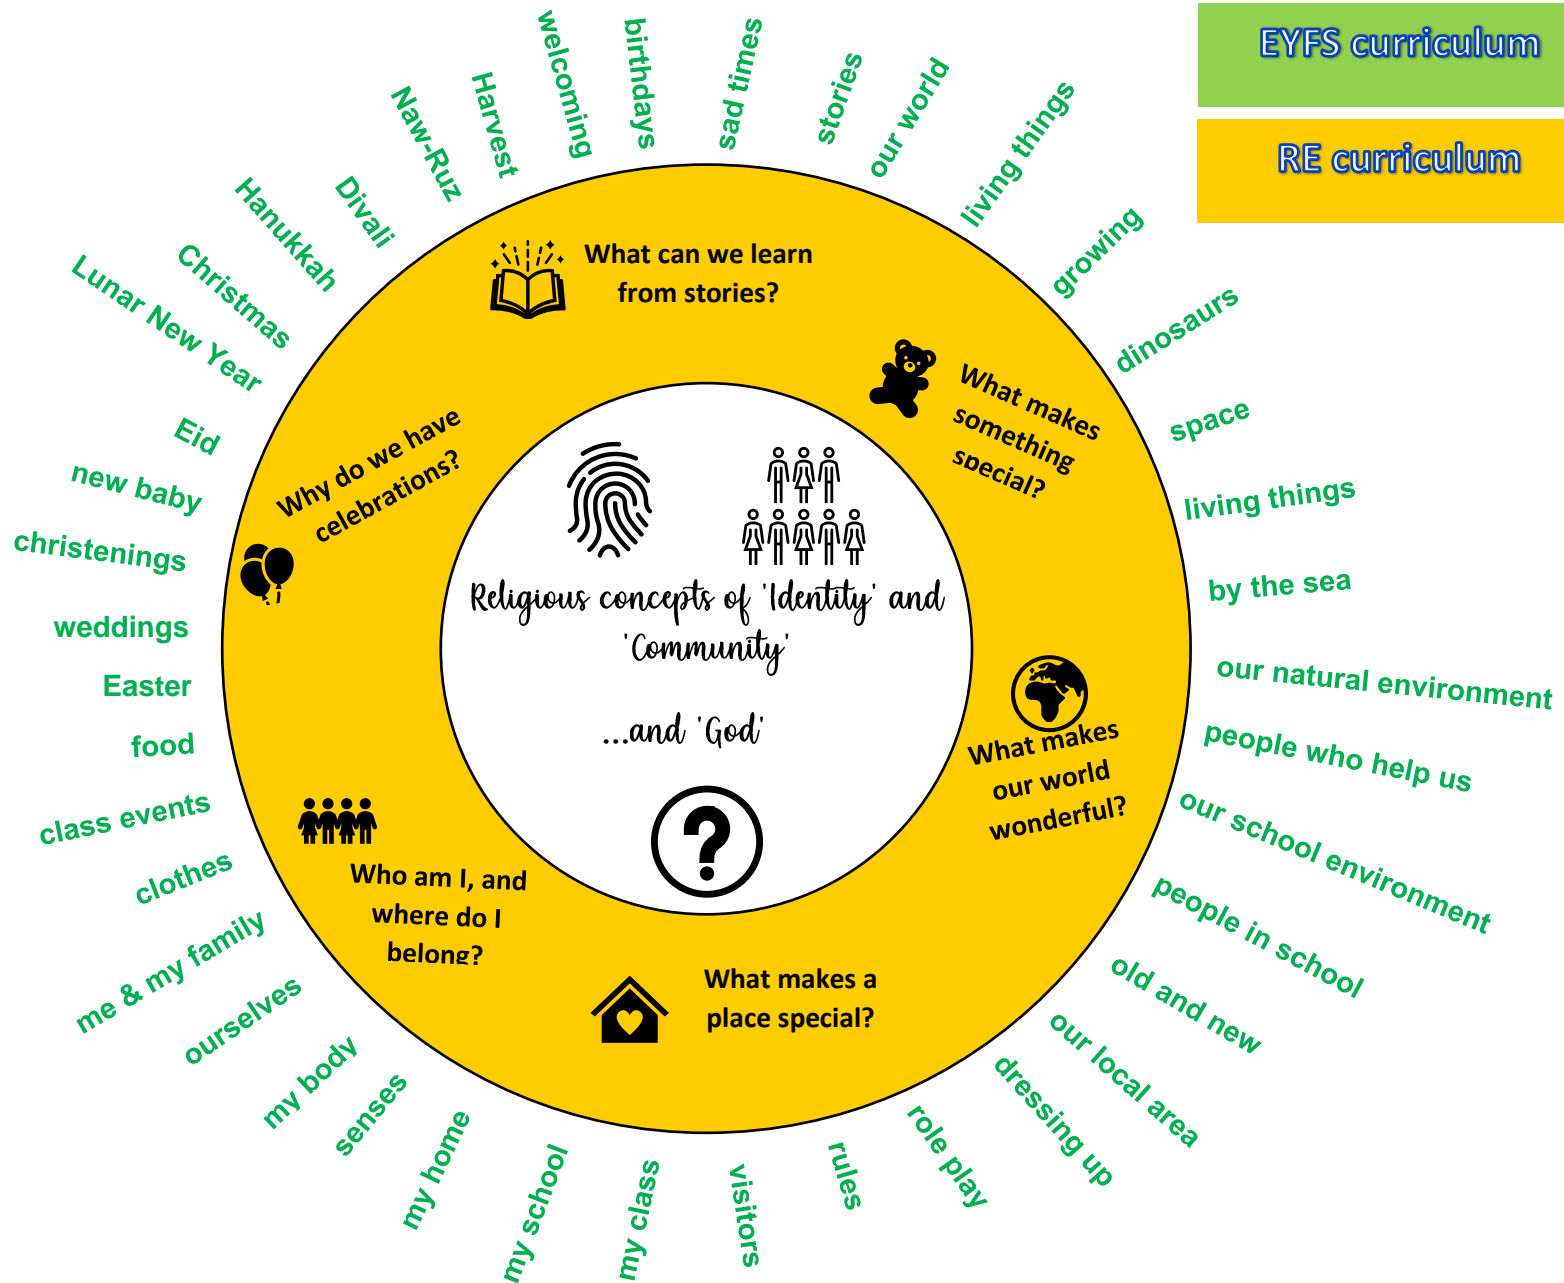 EYFS curriculum
RE curriculum
birthdays
sad times
stories
our world
living things
growing
dinosaurs
space
living things
by the sea
our natural environment
people who help us
our school environment
people in school
old and new
our local area
dressing up
role play
rules
visitors
my class
my school
my home
senses
my body
ourselves
me & my family
clothes
class events
food
Easter
weddings
christenings
new baby
Eid
Lunar New Year
Christmas
Hanukkah
Divali
Naw-Ruz
Harvest
welcoming
What can we learn
from stories?
What makes
something
special?
What makes
our world
wonderful?
What makes a
place special?
Who am I, and
where do I
belong?
Why do we have
celebrations?
Religious concepts of 'Identity' and
'Community'
...and 'God'
?